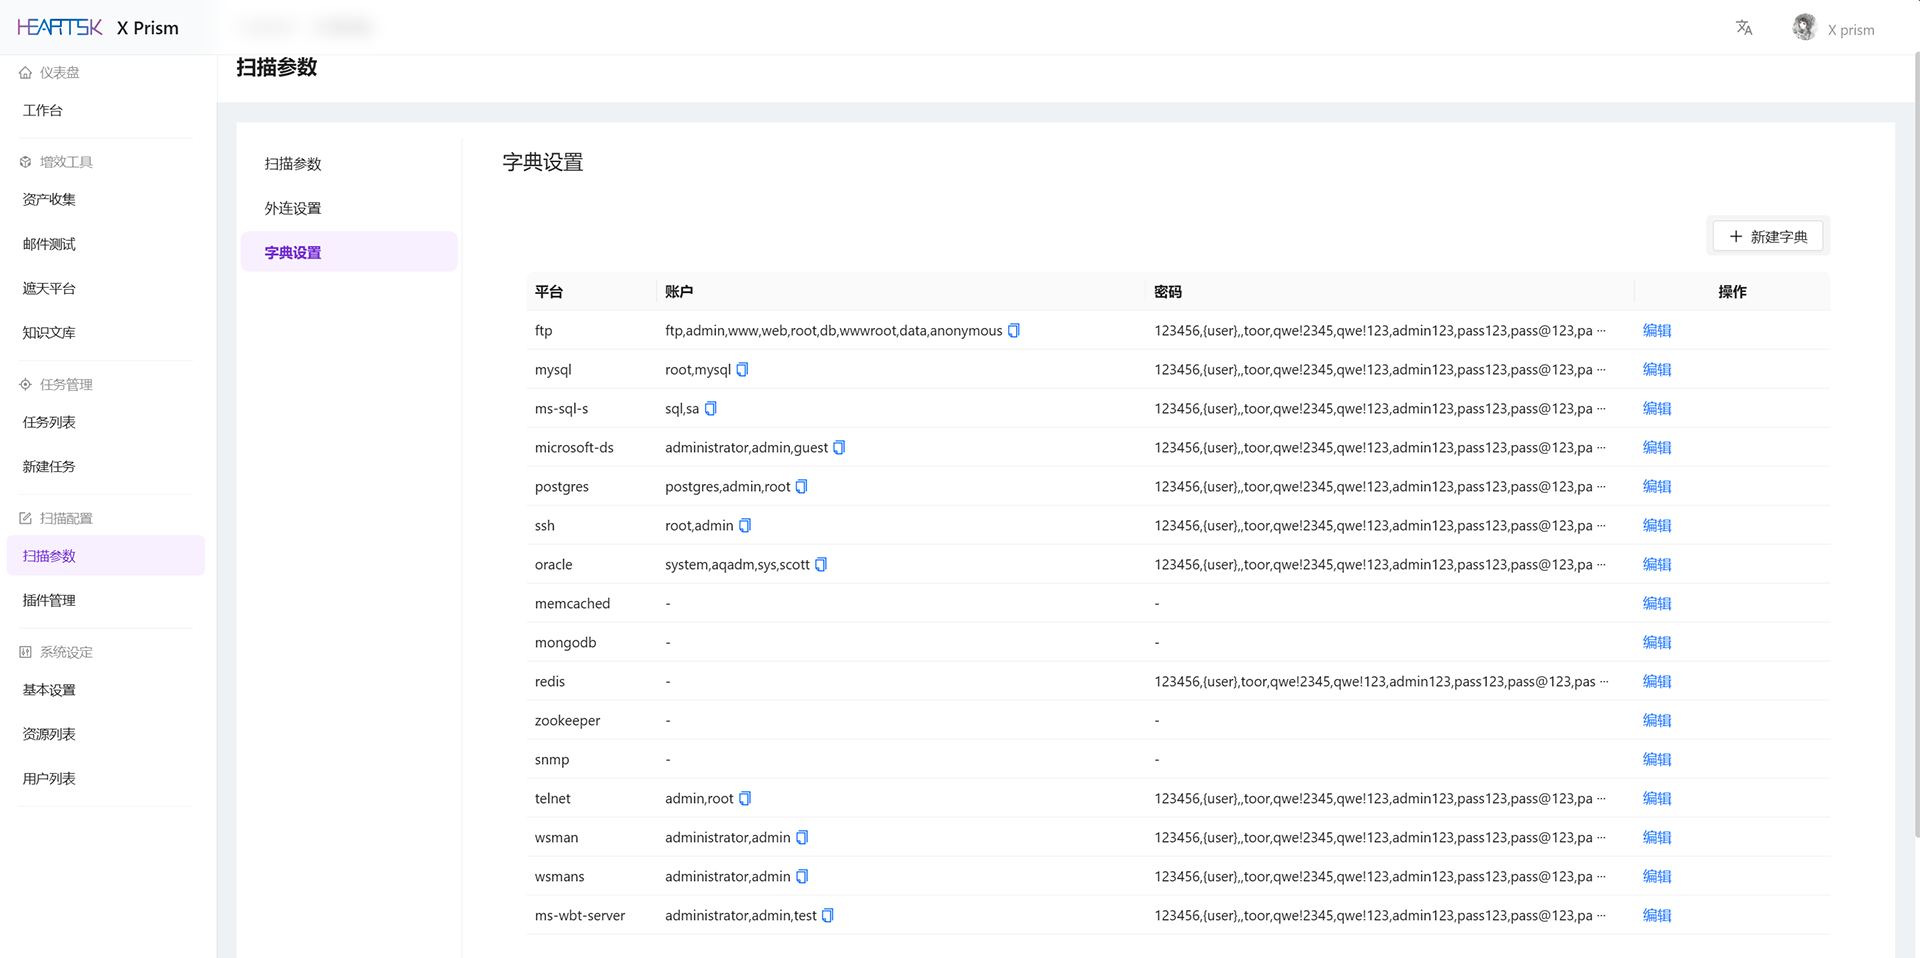 HEARTSK X Prism
X prism
仪表盘
工作台
增效工具
资产收集
邮件测试
遮天平台
知识文库
任务管理
任务列表
新建任务
扫描配置
扫描参数
插件管理
系统设定
基本设置
资源列表
用户列表
扫描参数
扫描参数
外连设置
字典设置
字典设置
新建字典
平台 账户 密码 操作
ftp ftp,admin,www,web,root,db,wwwroot,data,anonymous 123456,{user},,toor,qwe!2345,qwe!123,admin123,pass123,pass@123,pa ··· 编辑
mysql root,mysql 123456,{user},,toor,qwe!2345,qwe!123,admin123,pass123,pass@123,pa ··· 编辑
ms-sql-s sql,sa 123456,{user},,toor,qwe!2345,qwe!123,admin123,pass123,pass@123,pa ··· 编辑
microsoft-ds administrator,admin,guest 123456,{user},,toor,qwe!2345,qwe!123,admin123,pass123,pass@123,pa ··· 编辑
postgres postgres,admin,root 123456,{user},,toor,qwe!2345,qwe!123,admin123,pass123,pass@123,pa ··· 编辑
ssh root,admin 123456,{user},,toor,qwe!2345,qwe!123,admin123,pass123,pass@123,pa ··· 编辑
oracle system,aqadm,sys,scott 123456,{user},,toor,qwe!2345,qwe!123,admin123,pass123,pass@123,pa ··· 编辑
memcached - - 编辑
mongodb - - 编辑
redis - 123456,{user},toor,qwe!2345,qwe!123,admin123,pass123,pass@123,pas ··· 编辑
zookeeper - - 编辑
snmp - - 编辑
telnet admin,root 123456,{user},,toor,qwe!2345,qwe!123,admin123,pass123,pass@123,pa ··· 编辑
wsman administrator,admin 123456,{user},,toor,qwe!2345,qwe!123,admin123,pass123,pass@123,pa ··· 编辑
wsmans administrator,admin 123456,{user},,toor,qwe!2345,qwe!123,admin123,pass123,pass@123,pa ··· 编辑
ms-wbt-server administrator,admin,test 123456,{user},,toor,qwe!2345,qwe!123,admin123,pass123,pass@123,pa ··· 编辑